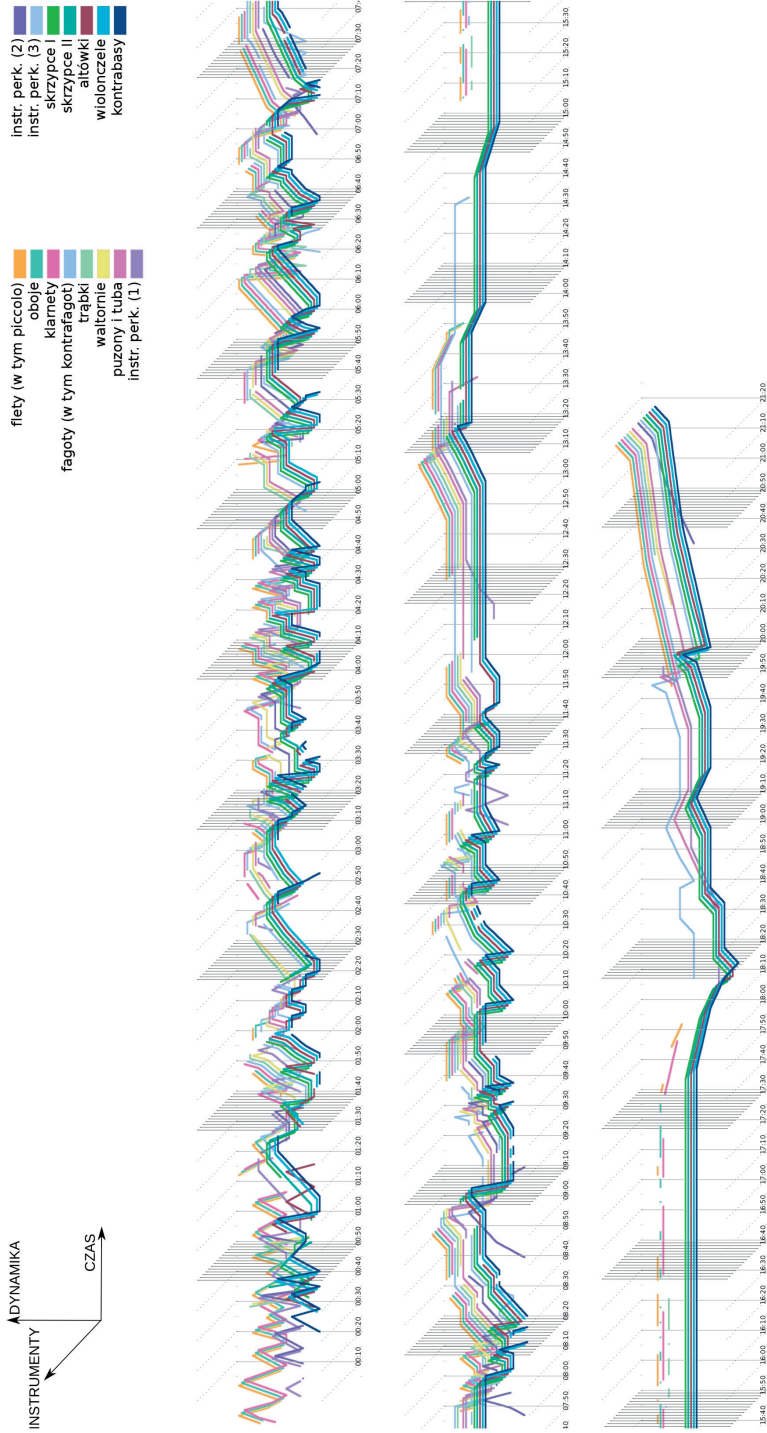 instr. perk. (2)
instr. perk. (3)
skrzypce I
skrzypce II
altówki
wiolonczele
kontrabasy
flety (w tym piccolo)
oboje
klarnety
fagoty (w tym kontrafagot)
trąbki
waltornie
puzony i tuba
instr. perk. (1)
DYNAMIKA
CZAS
INSTRUMENTY
00:10 00:20 00:30 00:40 00:50 01:00 01:10 01:20 01:30 01:40 01:50 02:00 02:10 02:20 02:30 02:40 02:50 03:00 03:10 03:20 03:30 03:40 03:50 04:00 04:10 04:20 04:30 04:40 04:50 05:00 05:10 05:20 05:30 05:40 05:50 06:00 06:10 06:20 06:30 06:40 06:50 07:00 07:10 07:20 07:30 07:
40 07:50 08:00 08:10 08:20 08:30 08:40 08:50 09:00 09:10 09:20 09:30 09:40 09:50 10:00 10:10 10:20 10:30 10:40 10:50 11:00 11:10 11:20 11:30 11:40 11:50 12:00 12:10 12:20 12:30 12:40 12:50 13:00 13:10 13:20 13:30 13:40 13:50 14:00 14:10 14:20 14:30 14:40 14:50 15:00 15:10 15:20 15:30
15:40 15:50 16:00 16:10 16:20 16:30 16:40 16:50 17:00 17:10 17:20 17:30 17:40 17:50 18:00 18:10 18:20 18:30 18:40 18:50 19:00 19:10 19:20 19:30 19:40 19:50 20:00 20:10 20:20 20:30 20:40 20:50 21:00 21:10 21:20